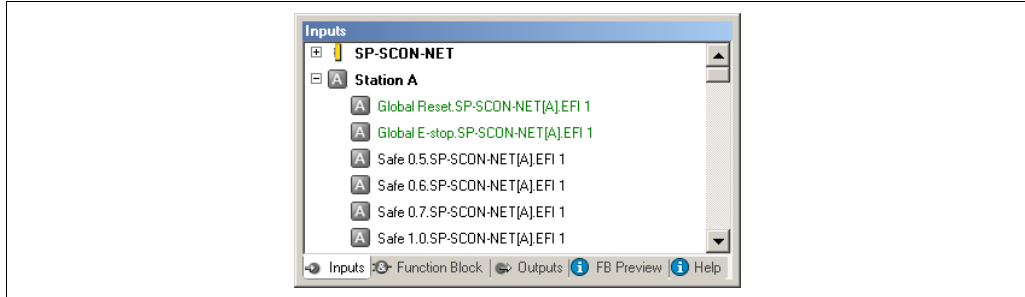 Inputs
SP-SCON-NET
A Station A
A Global Reset.SP-SCON-NET[A].EFI 1
A Global E-stop.SP-SCON-NET[A].EFI 1
A Safe 0.5.SP-SCON-NET[A].EFI 1
A Safe 0.6.SP-SCON-NET[A].EFI 1
A Safe 0.7.SP-SCON-NET[A].EFI 1
A Safe 1.0.SP-SCON-NET[A].EFI 1
Inputs & Function Block Outputs i FB Preview i Help